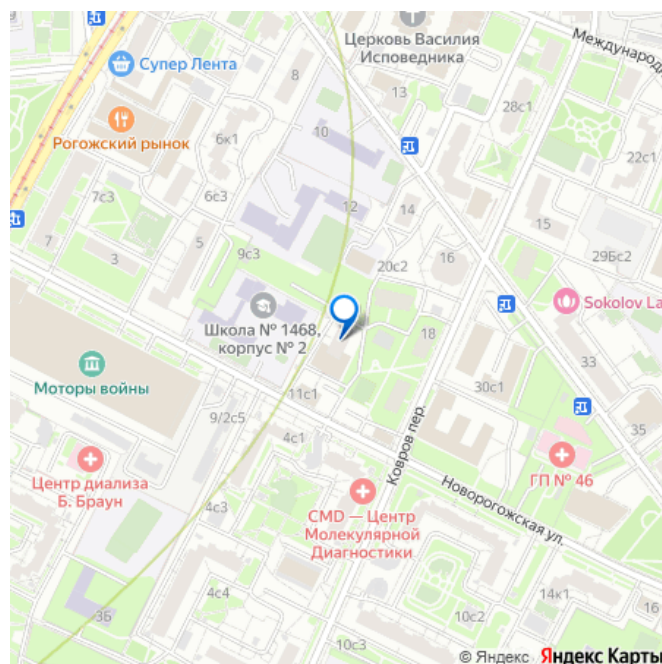 Церковь Василия
Исповедника
Международна
Супер Лента
8
13
28с1
Рогожский рынок
6к1
10
22с1
7с3
6с3
12
14
15
7
3
5
9с3
20с2
16
29Бс2
Sokolov La
Школа № 1468,
корпус № 2
18
Моторы войны
11с1
30с1
9/2с5
4с1
35
Ковров пер.
Центр диализа
Б. Браун
ГП № 46
4с3
CMD — Центр
Молекулярной
Диагностики
Новорогожская ул.
3Б
14к1
10с2
10с3
© Яндекс Яндекс Карты